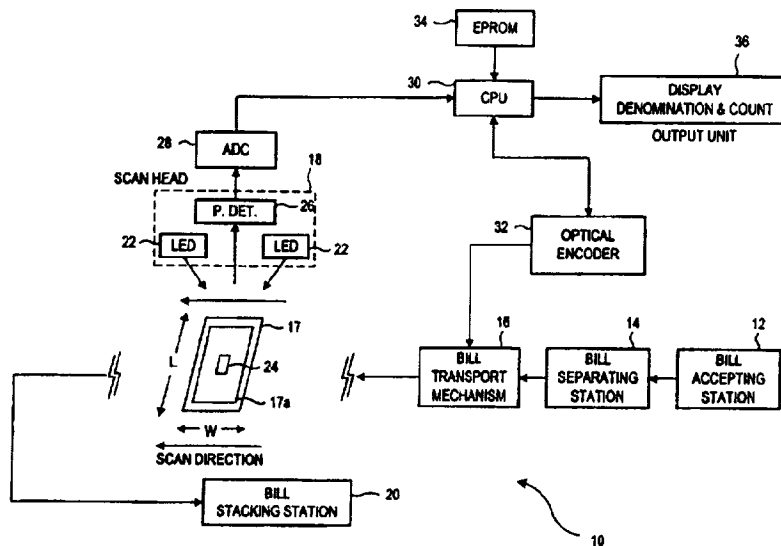 34
EPROM
36
30
CPU
DISPLAY
DENOMINATION & COUNT
OUTPUT UNIT
28
ADC
18
SCAN HEAD
P. DET.
26
22
LED
LED
22
32
OPTICAL
ENCODER
17
L
24
17a
W
SCAN DIRECTION
16
BILL
TRANSPORT
MECHANISM
14
BILL
SEPARATING
STATION
12
BILL
ACCEPTING
STATION
BILL
STACKING STATION
20
10